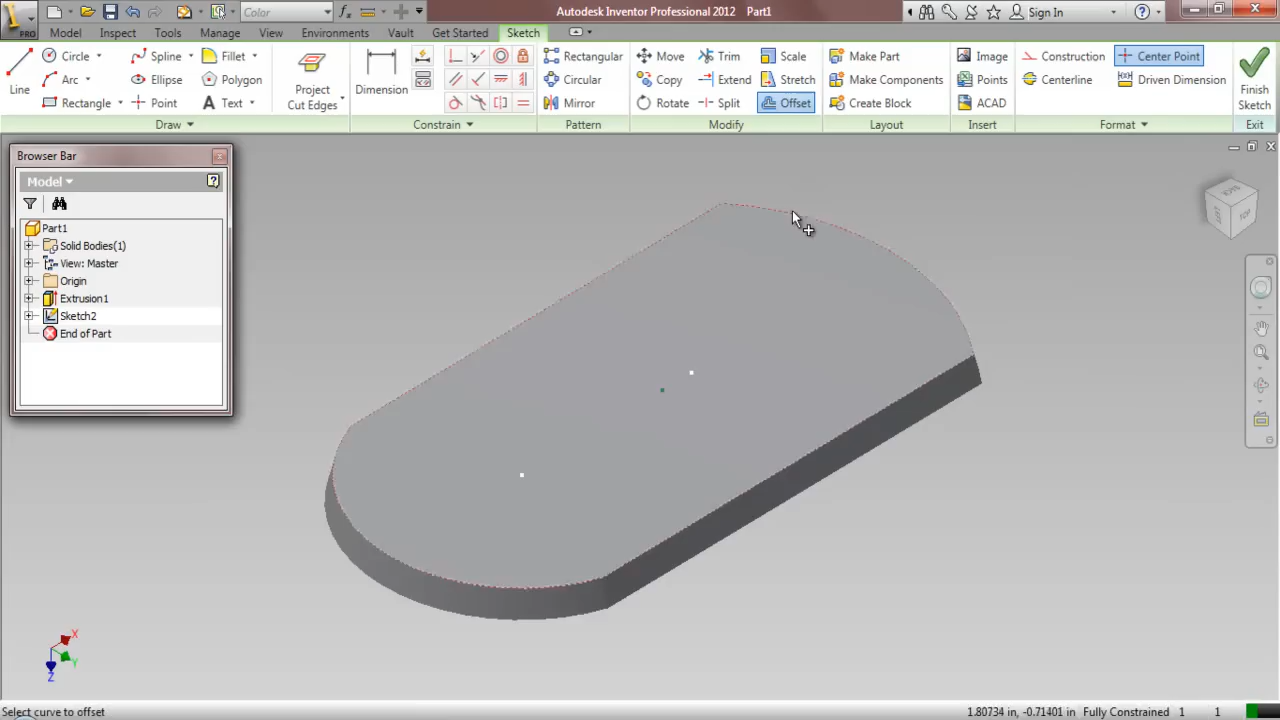 Color
Autodesk Inventor Professional 2012 Part1
Sign In
PRO
Model Inspect Tools Manage View Environments Vault Get Started Sketch
Line
Circle
Arc
Rectangle
Spline
Ellipse
Point
Fillet
Polygon
Text
Project
Cut Edges
Draw
Dimension
Constrain
Rectangular
Circular
Mirror
Pattern
Move
Copy
Rotate
Trim
Extend
Split
Scale
Stretch
Offset
Modify
Make Part
Make Components
Create Block
Layout
Image
Points
ACAD
Insert
Construction
Centerline
Center Point
Driven Dimension
Format
Finish
Sketch
Exit
Browser Bar
Model
Part1
Solid Bodies(1)
View: Master
Origin
Extrusion1
Sketch2
End of Part
X
Y
Z
Select curve to offset
1.80734 in, -0.71401 in Fully Constrained 1 1